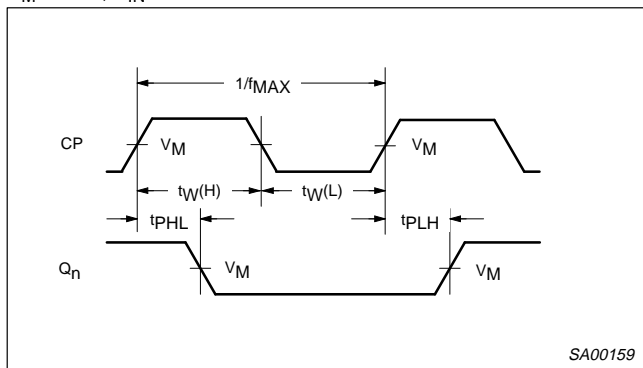 1/fMAX
CP
VM
VM
tW(H)
tW(L)
tPHL
tPLH
Qn
VM
VM
SA00159